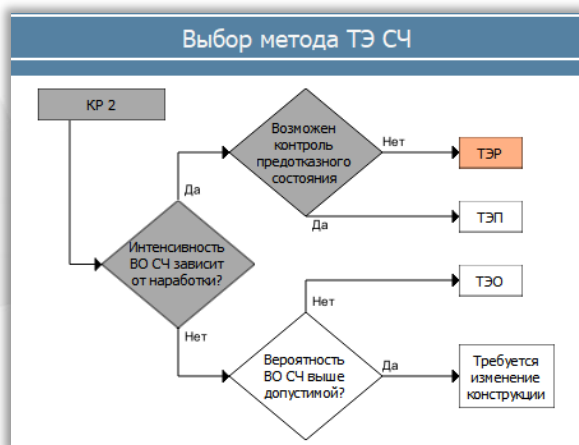 Выбор метода ТЭ СЧ
КР 2
Возможен
контроль
предотказного
состояния
Нет
ТЭР
Да
Да
ТЭП
Интенсивность
ВО СЧ зависит
от наработки?
ТЭО
Нет
Нет
Вероятность
ВО СЧ выше
допустимой?
Да
Требуется
изменение
конструкции